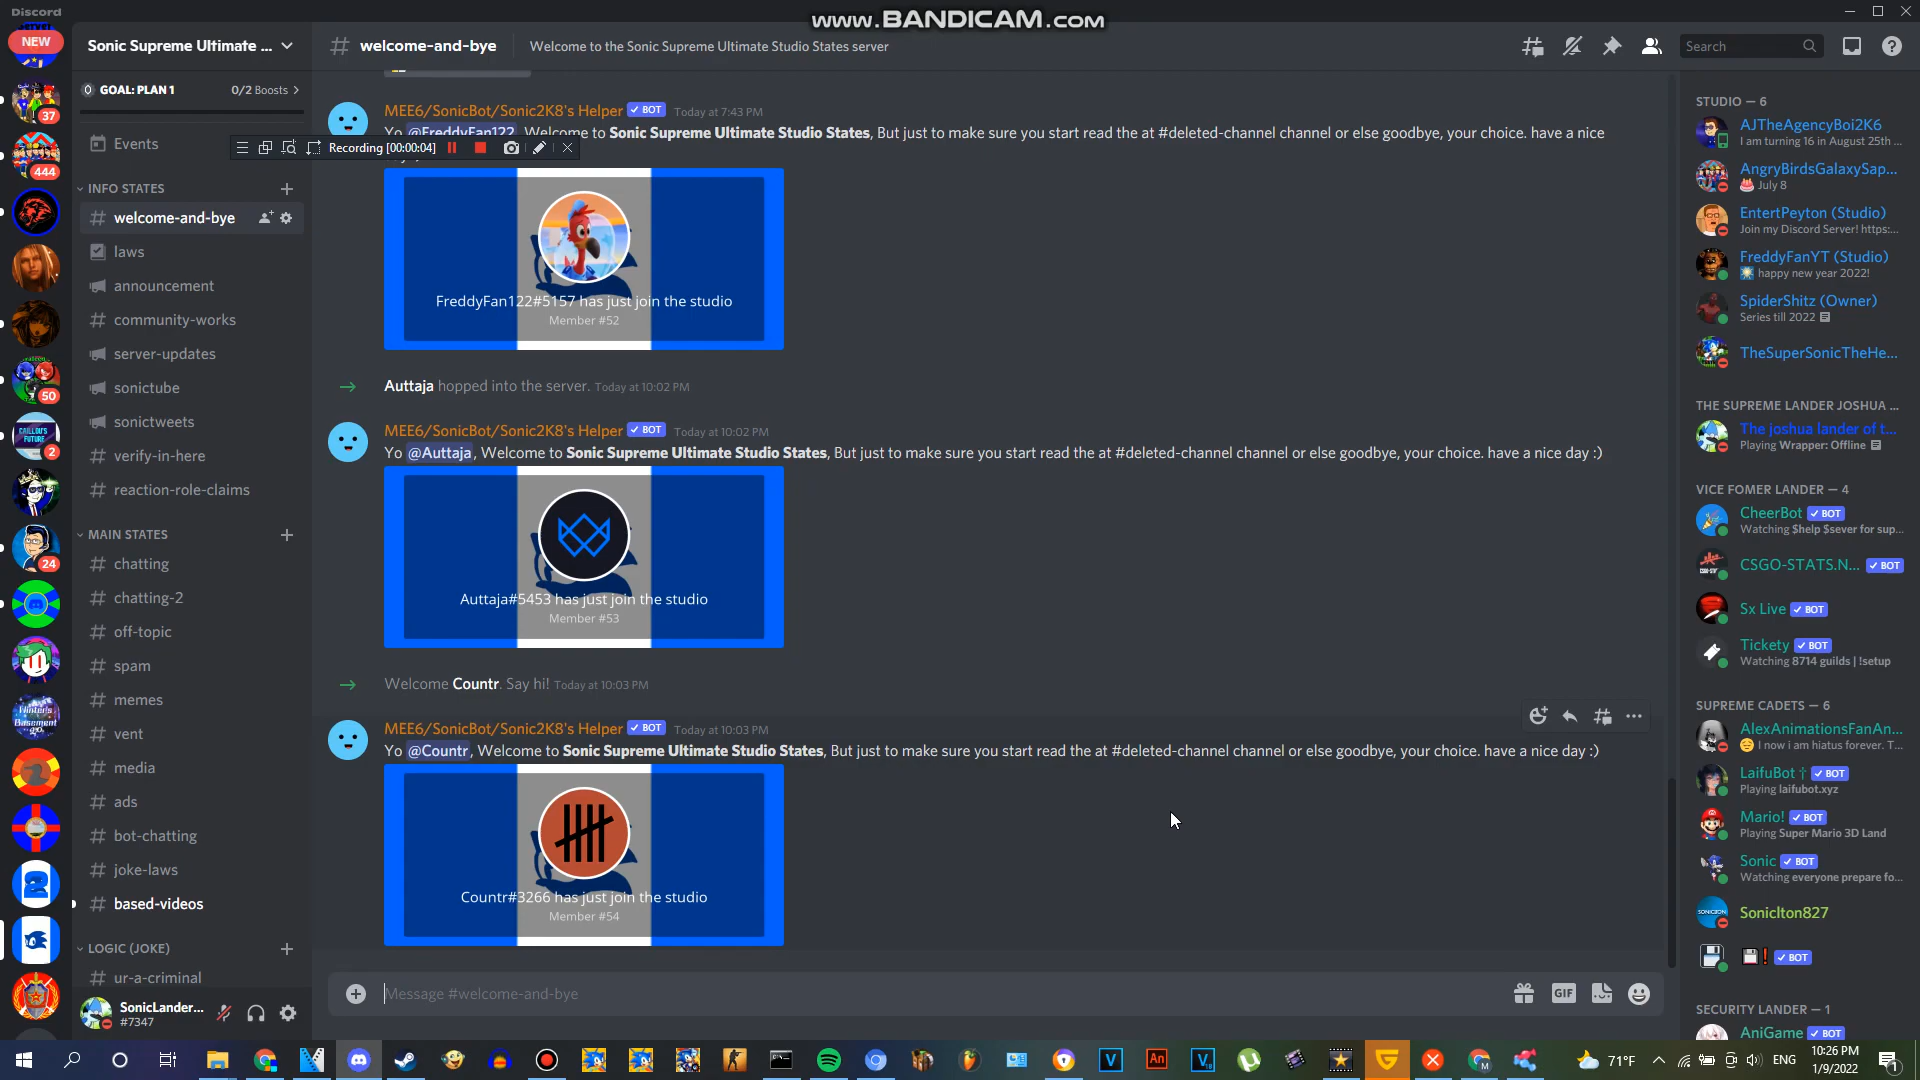 Discord
www.BANDICAM.com
NEW
37
444
50
2
24
CAILLOU'S FUTURE
Winter's Basement
Sonic Supreme Ultimate ...
GOAL: PLAN 1
0/2 Boosts
Events
INFO STATES
welcome-and-bye
laws
announcement
community-works
server-updates
sonictube
sonictweets
verify-in-here
reaction-role-claims
MAIN STATES
chatting
chatting-2
off-topic
spam
memes
vent
media
ads
bot-chatting
joke-laws
based-videos
LOGIC (JOKE)
ur-a-criminal
SonicLander...
#7347
# welcome-and-bye
Welcome to the Sonic Supreme Ultimate Studio States server
Search
MEE6/SonicBot/Sonic2K8's Helper BOT Today at 7:43 PM
Yo @FreddyFan122, Welcome to Sonic Supreme Ultimate Studio States, But just to make sure you start read the at #deleted-channel channel or else goodbye, your choice. have a nice
Recording [00:00:04]
FreddyFan122#5157 has just join the studio
Member #52
Auttaja hopped into the server. Today at 10:02 PM
MEE6/SonicBot/Sonic2K8's Helper BOT Today at 10:02 PM
Yo @Auttaja, Welcome to Sonic Supreme Ultimate Studio States, But just to make sure you start read the at #deleted-channel channel or else goodbye, your choice. have a nice day :)
Auttaja#5453 has just join the studio
Member #53
Welcome Countr. Say hi! Today at 10:03 PM
MEE6/SonicBot/Sonic2K8's Helper BOT Today at 10:03 PM
Yo @Countr, Welcome to Sonic Supreme Ultimate Studio States, But just to make sure you start read the at #deleted-channel channel or else goodbye, your choice. have a nice day :)
Countr#3266 has just join the studio
Member #54
Message #welcome-and-bye
GIF
STUDIO — 6
AJTheAgencyBoi2K6
I am turning 16 in August 25th ...
AngryBirdsGalaxySap...
July 8
EntertPeyton (Studio)
Join my Discord Server! https:...
FreddyFanYT (Studio)
happy new year 2022!
SpiderShitz (Owner)
Series till 2022
TheSuperSonicTheHe...
THE SUPREME LANDER JOSHUA ...
The joshua lander of t...
Playing Wrapper: Offline
VICE FOMER LANDER — 4
CheerBot BOT
Watching $help $sever for sup...
CSGO-STATS.N... BOT
Sx Live BOT
Tickety BOT
Watching 8714 guilds | !setup
SUPREME CADETS — 6
AlexAnimationsFanAn...
I now i am hiatus forever. T...
LaifuBot † BOT
Playing laifubot.xyz
Mario! BOT
Playing Super Mario 3D Land
Sonic BOT
Watching everyone prepare fo...
SonicIton827
BOT
SECURITY LANDER — 1
AniGame BOT
71°F
ENG
10:26 PM
1/9/2022